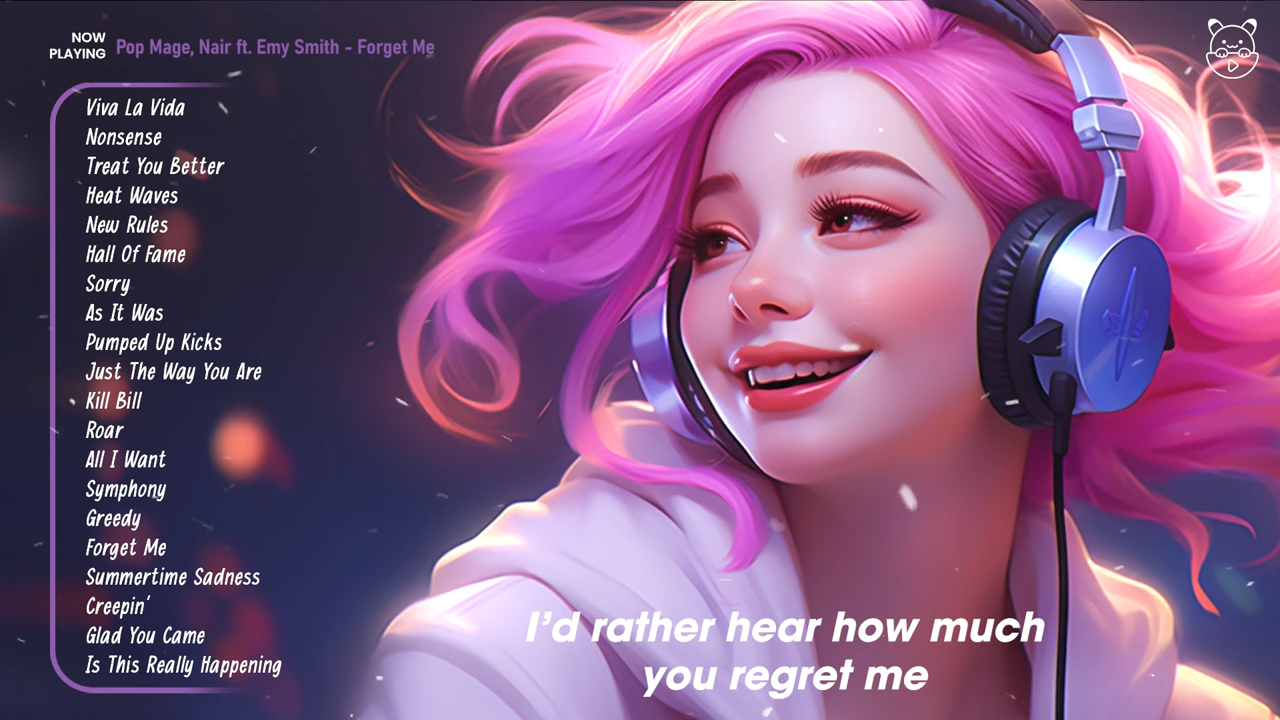 NOW
PLAYING
Pop Mage, Nair ft. Emy Smith - Forget Me
Viva La Vida
Nonsense
Treat You Better
Heat Waves
New Rules
Hall Of Fame
Sorry
As It Was
Pumped Up Kicks
Just The Way You Are
Kill Bill
Roar
All I Want
Symphony
Greedy
Forget Me
Summertime Sadness
Creepin'
Glad You Came
Is This Really Happening
I'd rather hear how much
you regret me